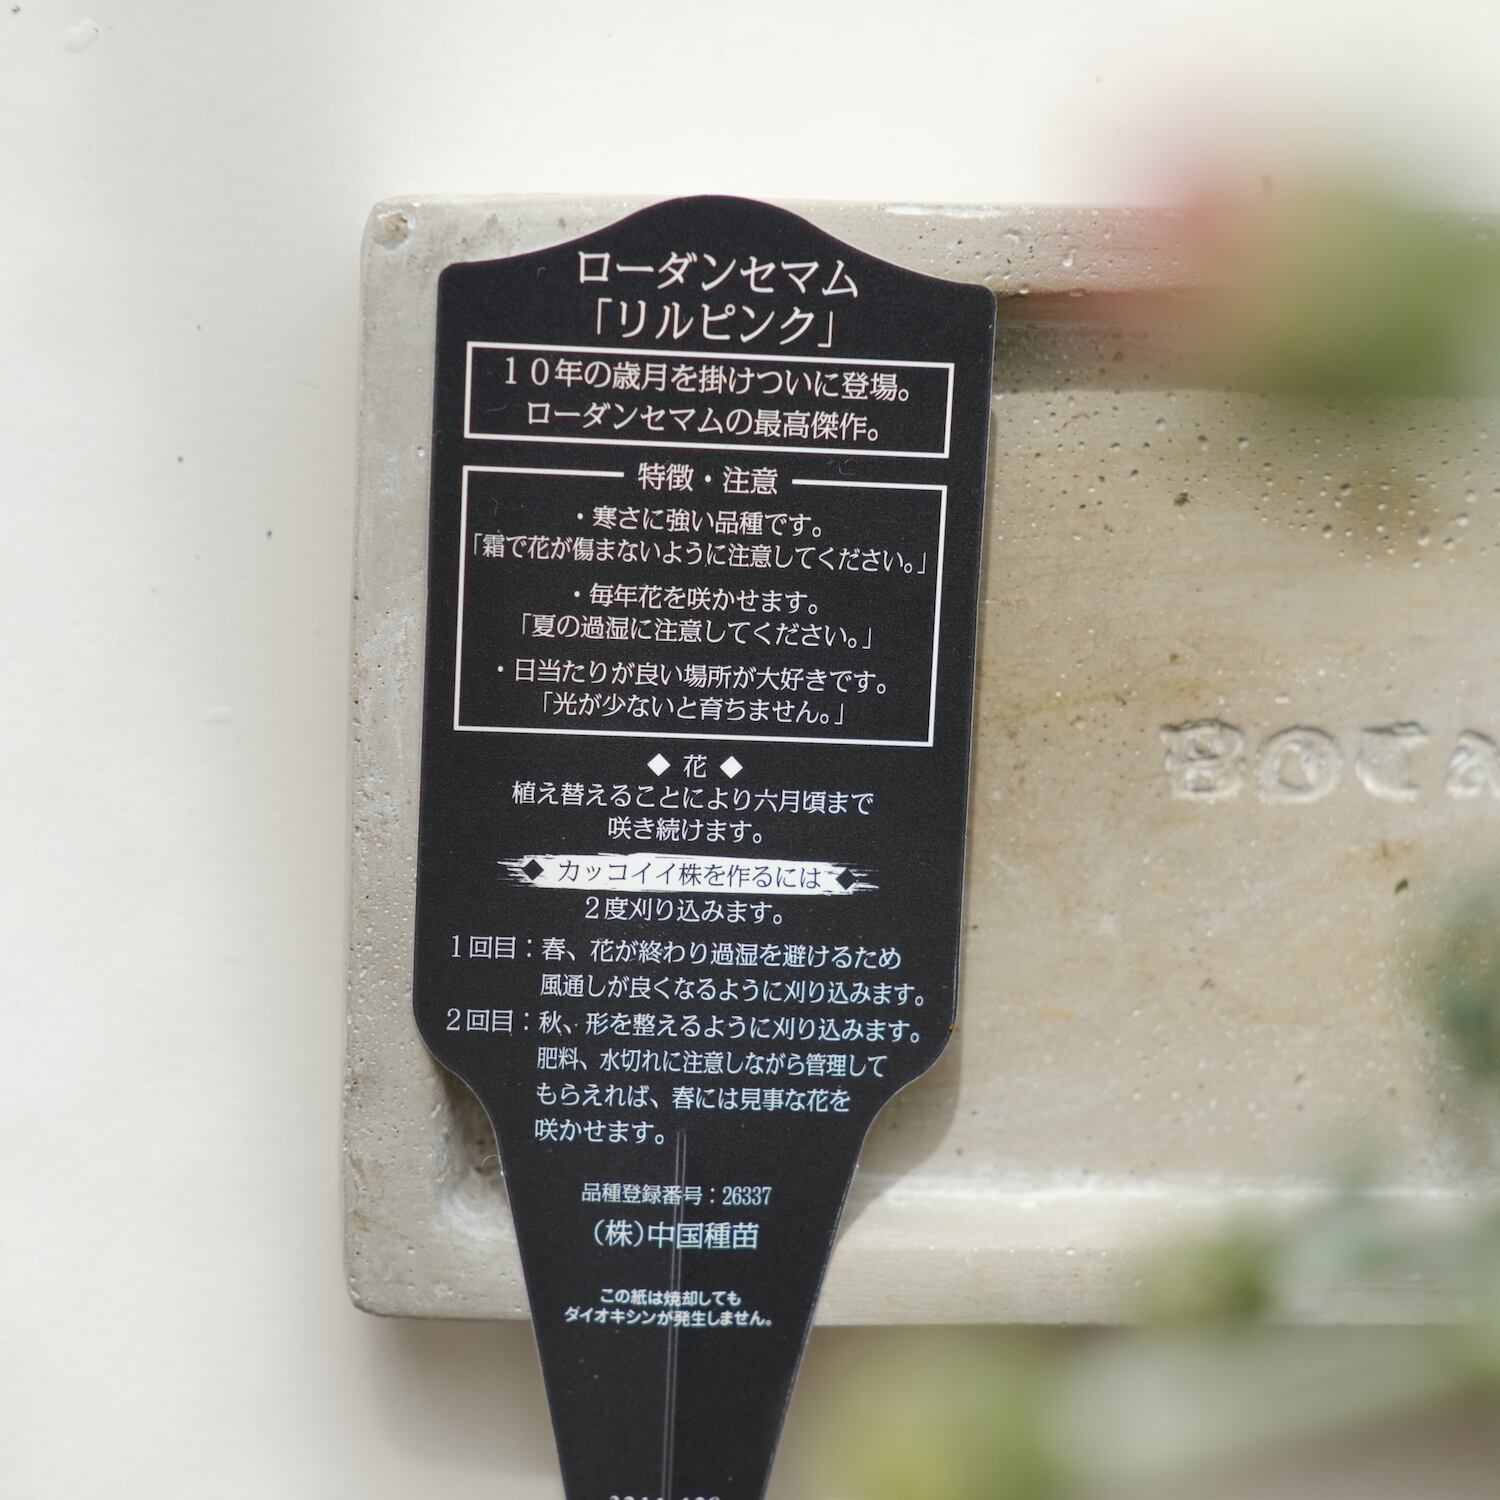 ローダンセマム
「リルピンク」
１０年の歳月を掛けついに登場。
ローダンセマムの最高傑作。
特徴・注意
・寒さに強い品種です。
「霜で花が傷まないように注意してください。」
・毎年花を咲かせます。
「夏の過湿に注意してください。」
・日当たりが良い場所が大好きです。
「光が少ないと育ちません。」
◆ 花 ◆
植え替えることにより六月頃まで
咲き続けます。
◆ カッコイイ株を作るには ◆
２度刈り込みます。
１回目：春、花が終わり過湿を避けるため
風通しが良くなるように刈り込みます。
２回目：秋、形を整えるように刈り込みます。
肥料、水切れに注意しながら管理して
もらえれば、春には見事な花を
咲かせます。
品種登録番号：26337
（株）中国種苗
この紙は焼却しても
ダイオキシンが発生しません。
BOTA